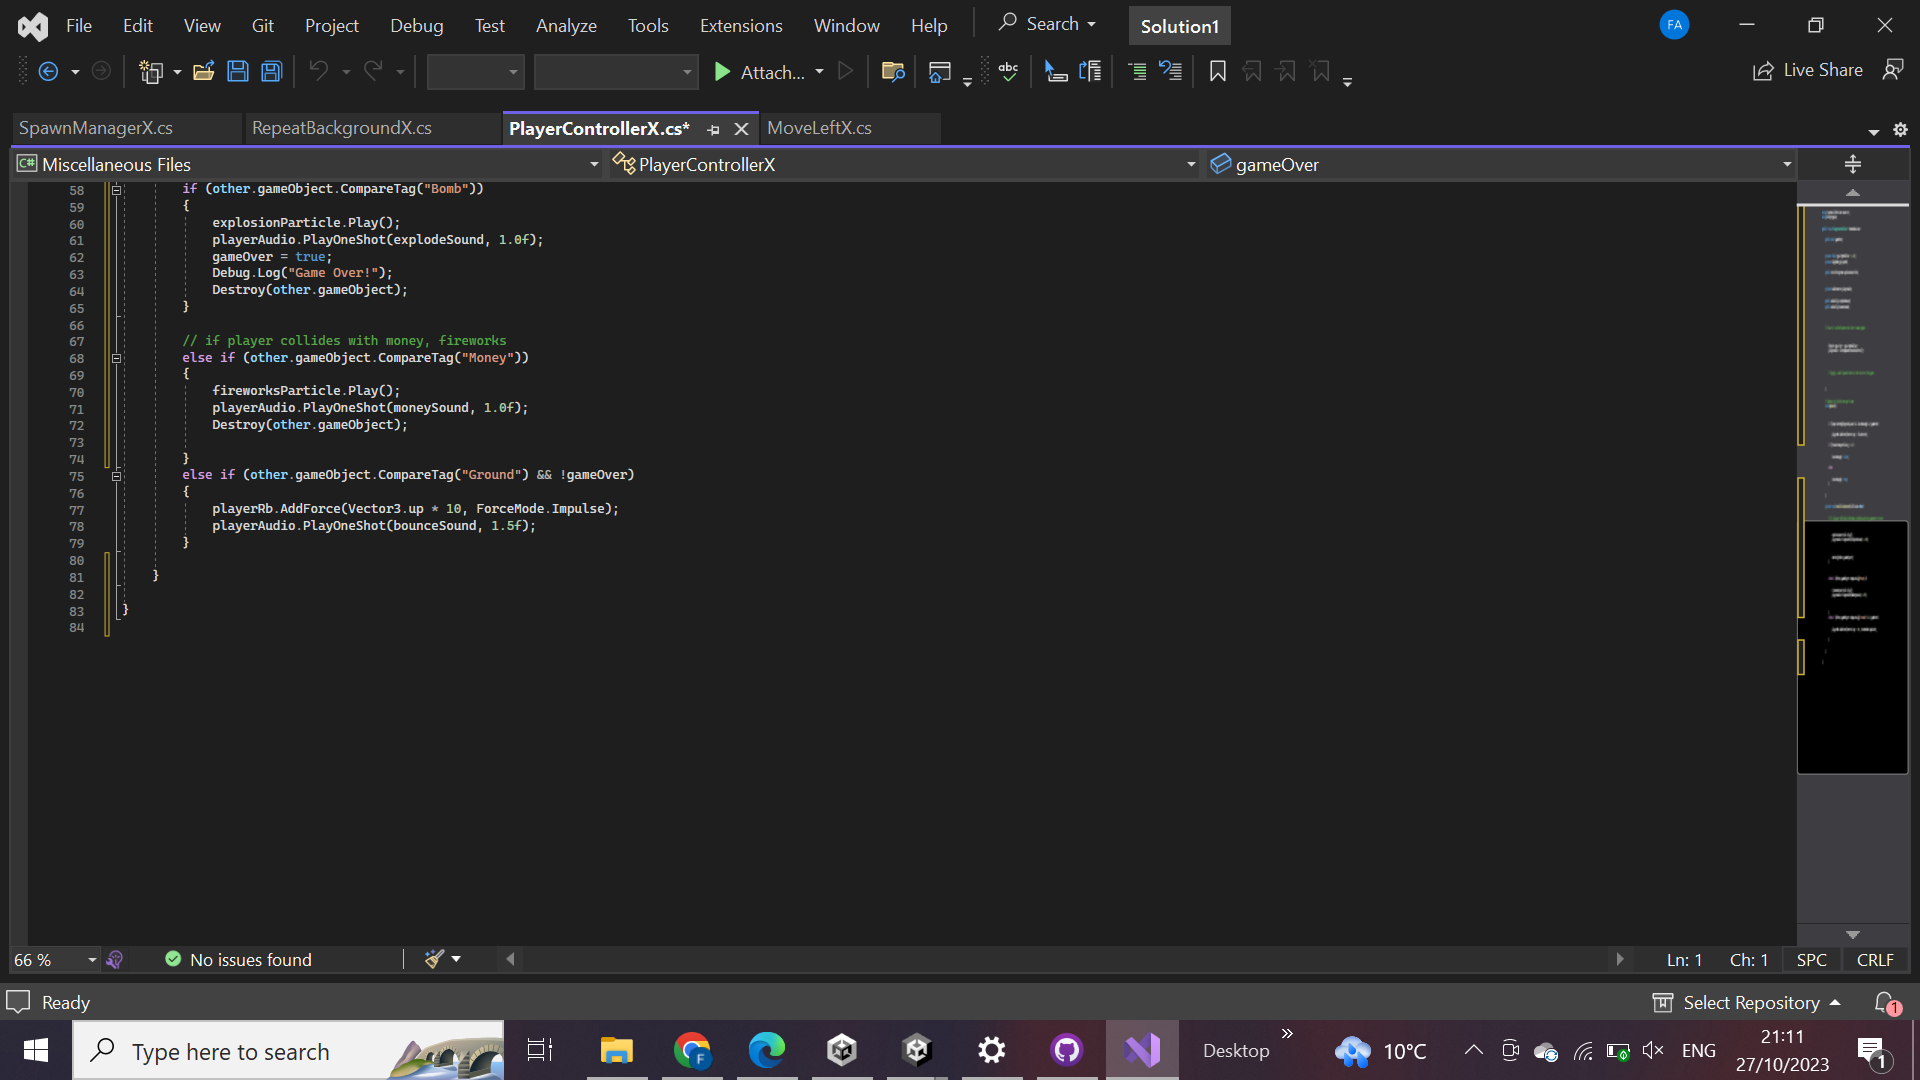 File Edit View Git Project Debug Test Analyze Tools Extensions Window Help Search Solution1 FA
Attach... Live Share
SpawnManagerX.cs RepeatBackgroundX.cs PlayerControllerX.cs* MoveLeftX.cs
C# Miscellaneous Files PlayerControllerX gameOver
58 if (other.gameObject.CompareTag("Bomb"))
59 {
60 explosionParticle.Play();
61 playerAudio.PlayOneShot(explodeSound, 1.0f);
62 gameOver = true;
63 Debug.Log("Game Over!");
64 Destroy(other.gameObject);
65 }
66
67 // if player collides with money, fireworks
68 else if (other.gameObject.CompareTag("Money"))
69 {
70 fireworksParticle.Play();
71 playerAudio.PlayOneShot(moneySound, 1.0f);
72 Destroy(other.gameObject);
73
74 }
75 else if (other.gameObject.CompareTag("Ground") && !gameOver)
76 {
77 playerRb.AddForce(Vector3.up * 10, ForceMode.Impulse);
78 playerAudio.PlayOneShot(bounceSound, 1.5f);
79 }
80
81 }
82
83 }
84
66 % No issues found Ln: 1 Ch: 1 SPC CRLF
Ready Select Repository 1
Type here to search Desktop 10°C ENG 21:11
27/10/2023 1